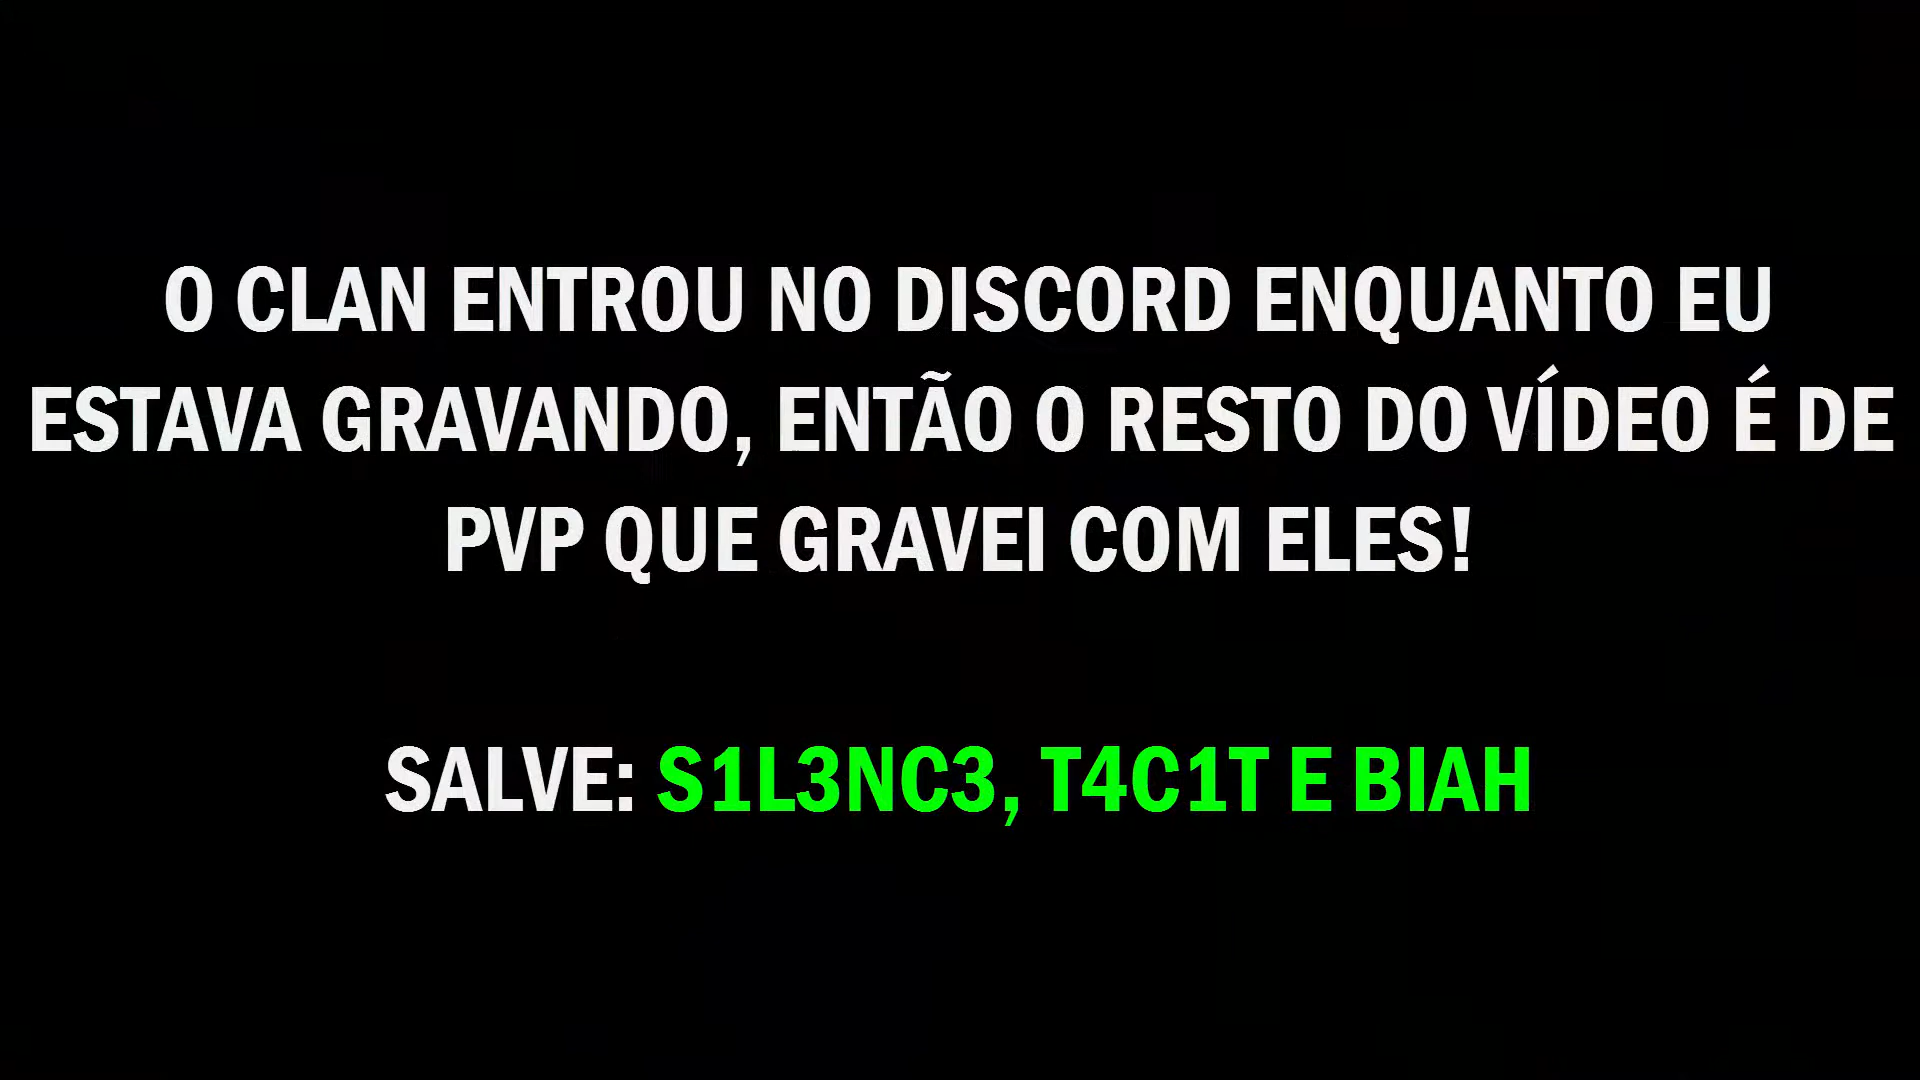 O CLAN ENTROU NO DISCORD ENQUANTO EU
ESTAVA GRAVANDO, ENTÃO O RESTO DO VÍDEO É DE
PVP QUE GRAVEI COM ELES!
SALVE: S1L3NC3, T4C1T E BIAH